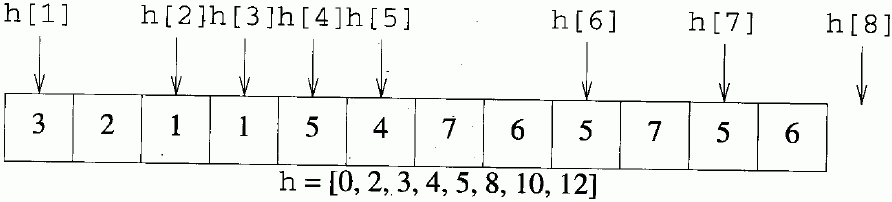 h[1] h[2] h[3] h[4] h[5] h[6] h[7] h[8]
3 2 1 1 5 4 7 6 5 7 5 6
h = [0, 2, 3, 4, 5, 8, 10, 12]